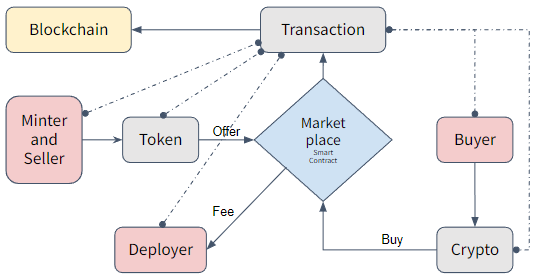 Blockchain
Transaction
Minter
and
Seller
Token
Offer
Market
place
Smart
Contract
Buyer
Fee
Deployer
Buy
Crypto